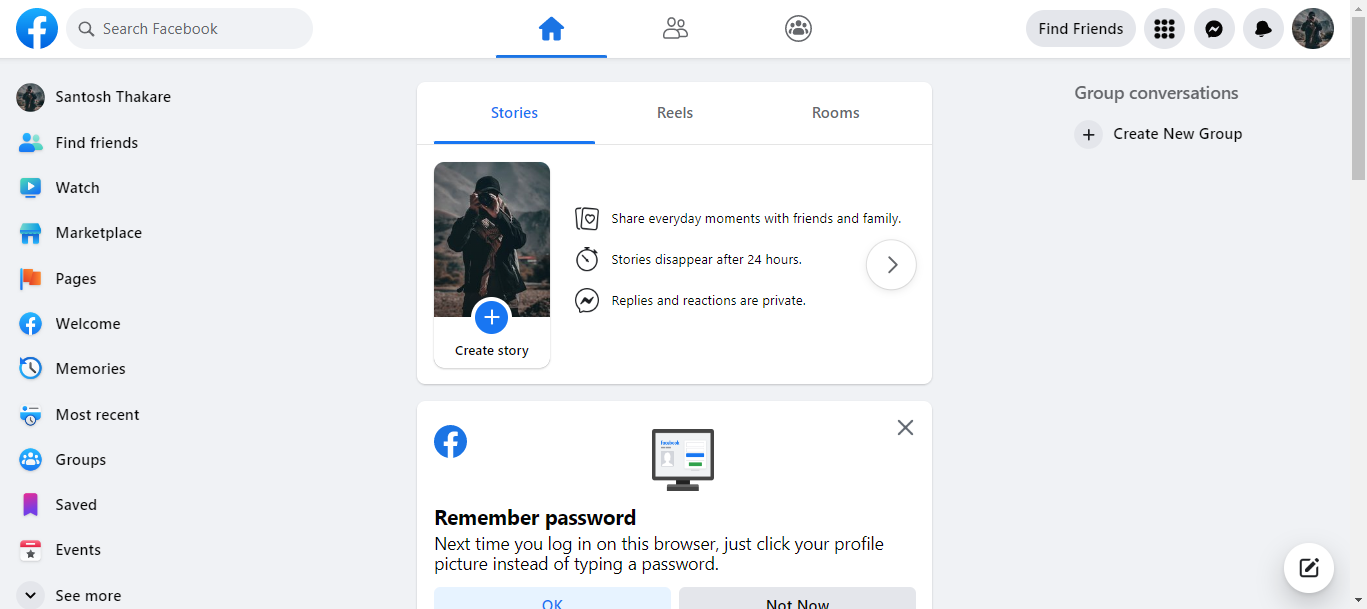 Search Facebook
Find Friends
Santosh Thakare
Find friends
Watch
Marketplace
Pages
Welcome
Memories
Most recent
Groups
Saved
Events
See more
Stories
Reels
Rooms
Create story
Share everyday moments with friends and family.
Stories disappear after 24 hours.
Replies and reactions are private.
Facebook
Remember password
Next time you log in on this browser, just click your profile
picture instead of typing a password.
OK
Not Now
Group conversations
Create New Group